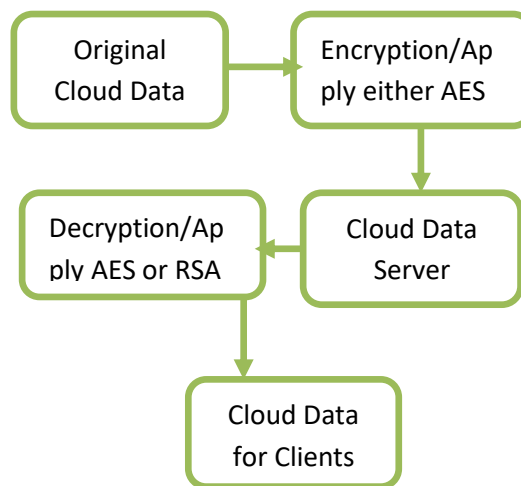 Original
Cloud Data
Encryption/Ap
ply either AES
Cloud Data
Server
Decryption/Ap
ply AES or RSA
Cloud Data
for Clients